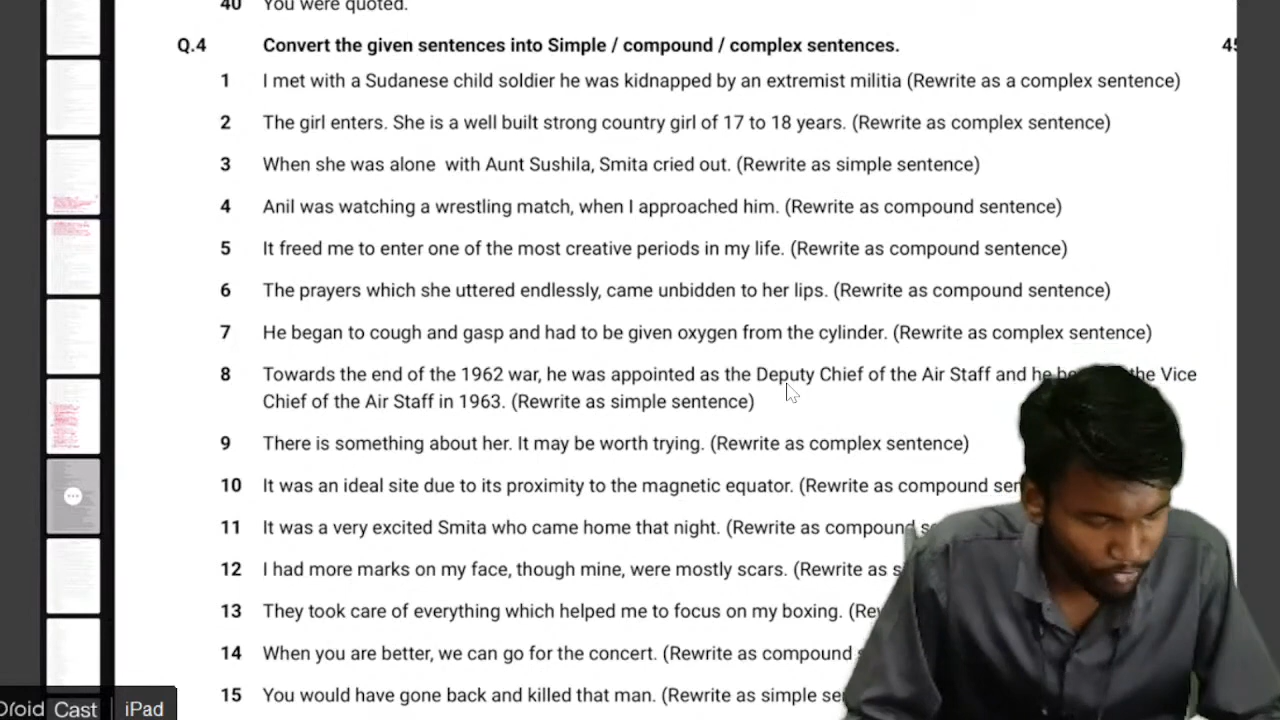 40 You were quoted.
Q.4 Convert the given sentences into Simple / compound / complex sentences. 45
1 I met with a Sudanese child soldier he was kidnapped by an extremist militia (Rewrite as a complex sentence)
2 The girl enters. She is a well built strong country girl of 17 to 18 years. (Rewrite as complex sentence)
3 When she was alone with Aunt Sushila, Smita cried out. (Rewrite as simple sentence)
4 Anil was watching a wrestling match, when I approached him. (Rewrite as compound sentence)
5 It freed me to enter one of the most creative periods in my life. (Rewrite as compound sentence)
6 The prayers which she uttered endlessly, came unbidden to her lips. (Rewrite as compound sentence)
7 He began to cough and gasp and had to be given oxygen from the cylinder. (Rewrite as complex sentence)
8 Towards the end of the 1962 war, he was appointed as the Deputy Chief of the Air Staff and he the Vice
Chief of the Air Staff in 1963. (Rewrite as simple sentence)
9 There is something about her. It may be worth trying. (Rewrite as complex sentence)
10 It was an ideal site due to its proximity to the magnetic equator. (Rewrite as compound
11 It was a very excited Smita who came home that night. (Rewrite as compound
12 I had more marks on my face, though mine, were mostly scars. (Rewrite as
13 They took care of everything which helped me to focus on my boxing.
14 When you are better, we can go for the concert. (Rewrite as compound
15 You would have gone back and killed that man. (Rewrite as simple
Droid Cast iPad